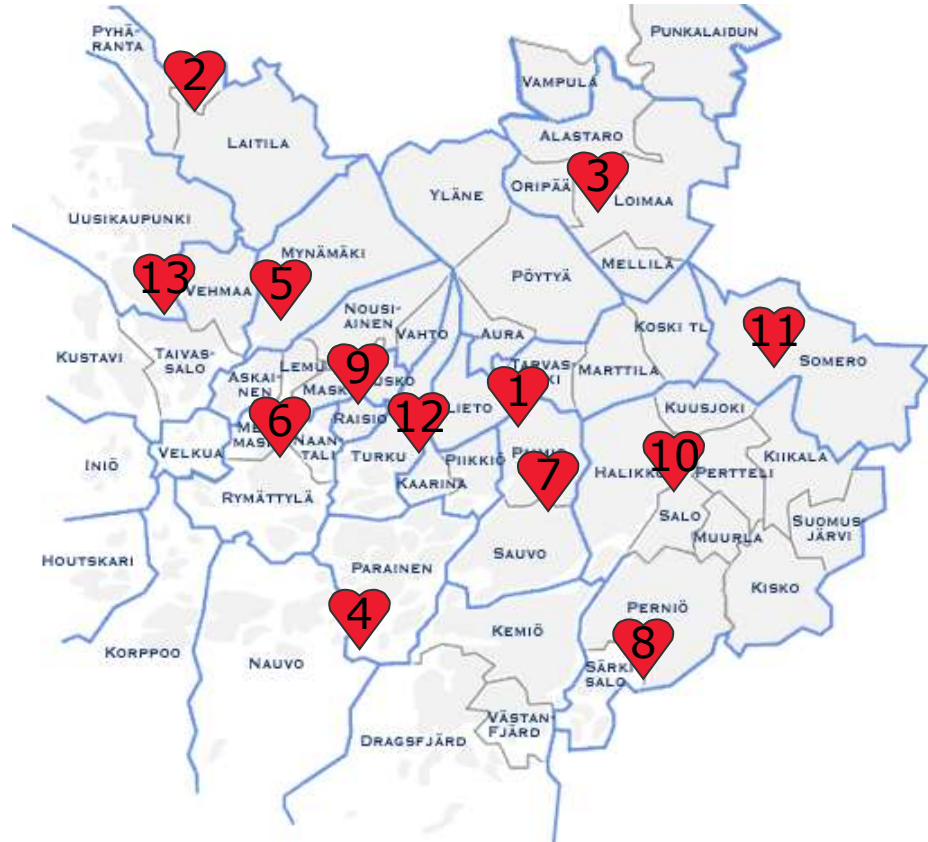 PYHÄ-
RANTA
PUNKALAIDUN
2
VAMPULA
ALASTARO
LAITILA
3
ORIPÄÄ
LOIMAA
YLÄNE
UUSIKAUPUNKI
MYNÄMÄKI
MELLILÄ
PÖYTYÄ
13
5
VEHMAA
NOUSI-
AINEN
VAHTO
AURA
KOSKI TL
11
SOMERO
KUSTAVI
TAIVAS-
SALO
ASKAI-
NEN
LEMU
9
TARVAS
MARTTILA
1
RAISIO
12
LIETO
KUUSJOKI
6
NAAN-
TALI
VELKUA
INIÖ
TURKU
PIIKKIÖ
KAARINA
7
HALIKKO
10
PERTTELI
KIIKALA
RYMÄTTYLÄ
SALO
MUURLA
SUOMUS-
JÄRVI
HOUTSKARI
PARAINEN
SAUVO
KISKO
4
KEMIÖ
PERNIÖ
8
KORPPOO
NAUVO
SÄRKI
SALO
VÄSTAN-
FJÄRD
DRAGSFJÄRD